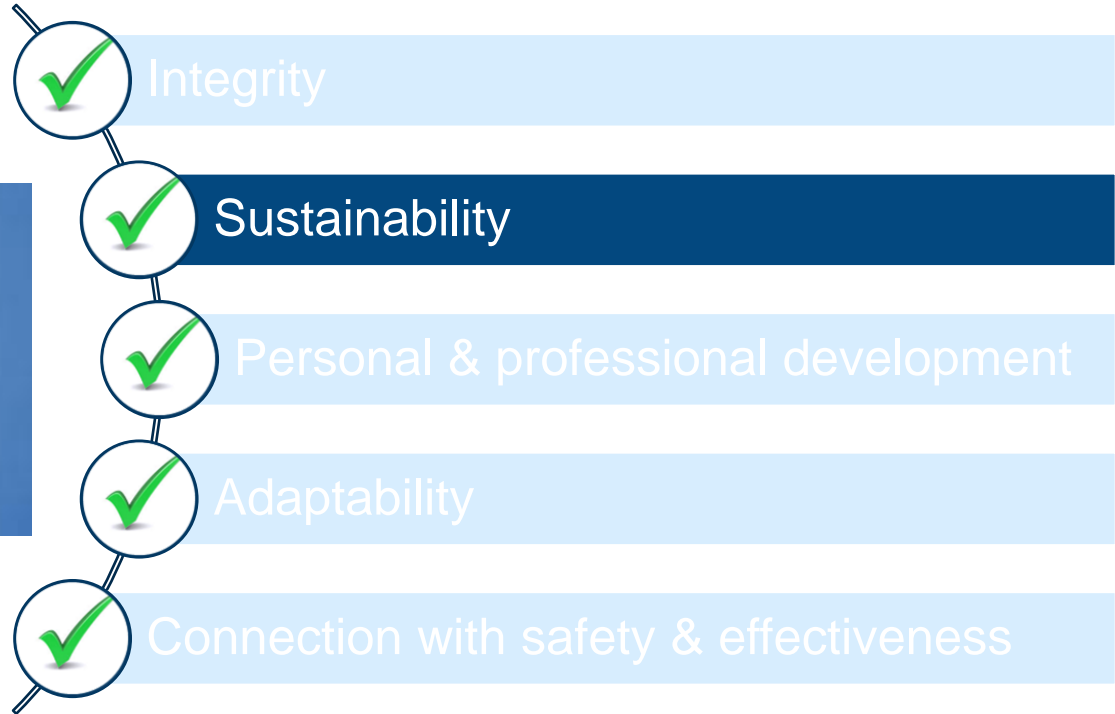 Integrity
Sustainability
Personal & professional development
Adaptability
Connection with safety & effectiveness